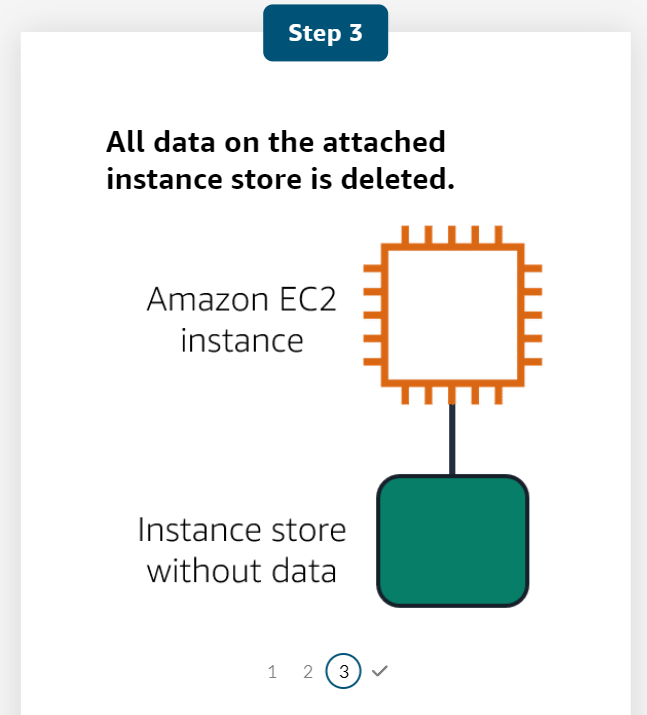 Step 3
All data on the attached
instance store is deleted.
Amazon EC2
instance
Instance store
without data
1 2 3